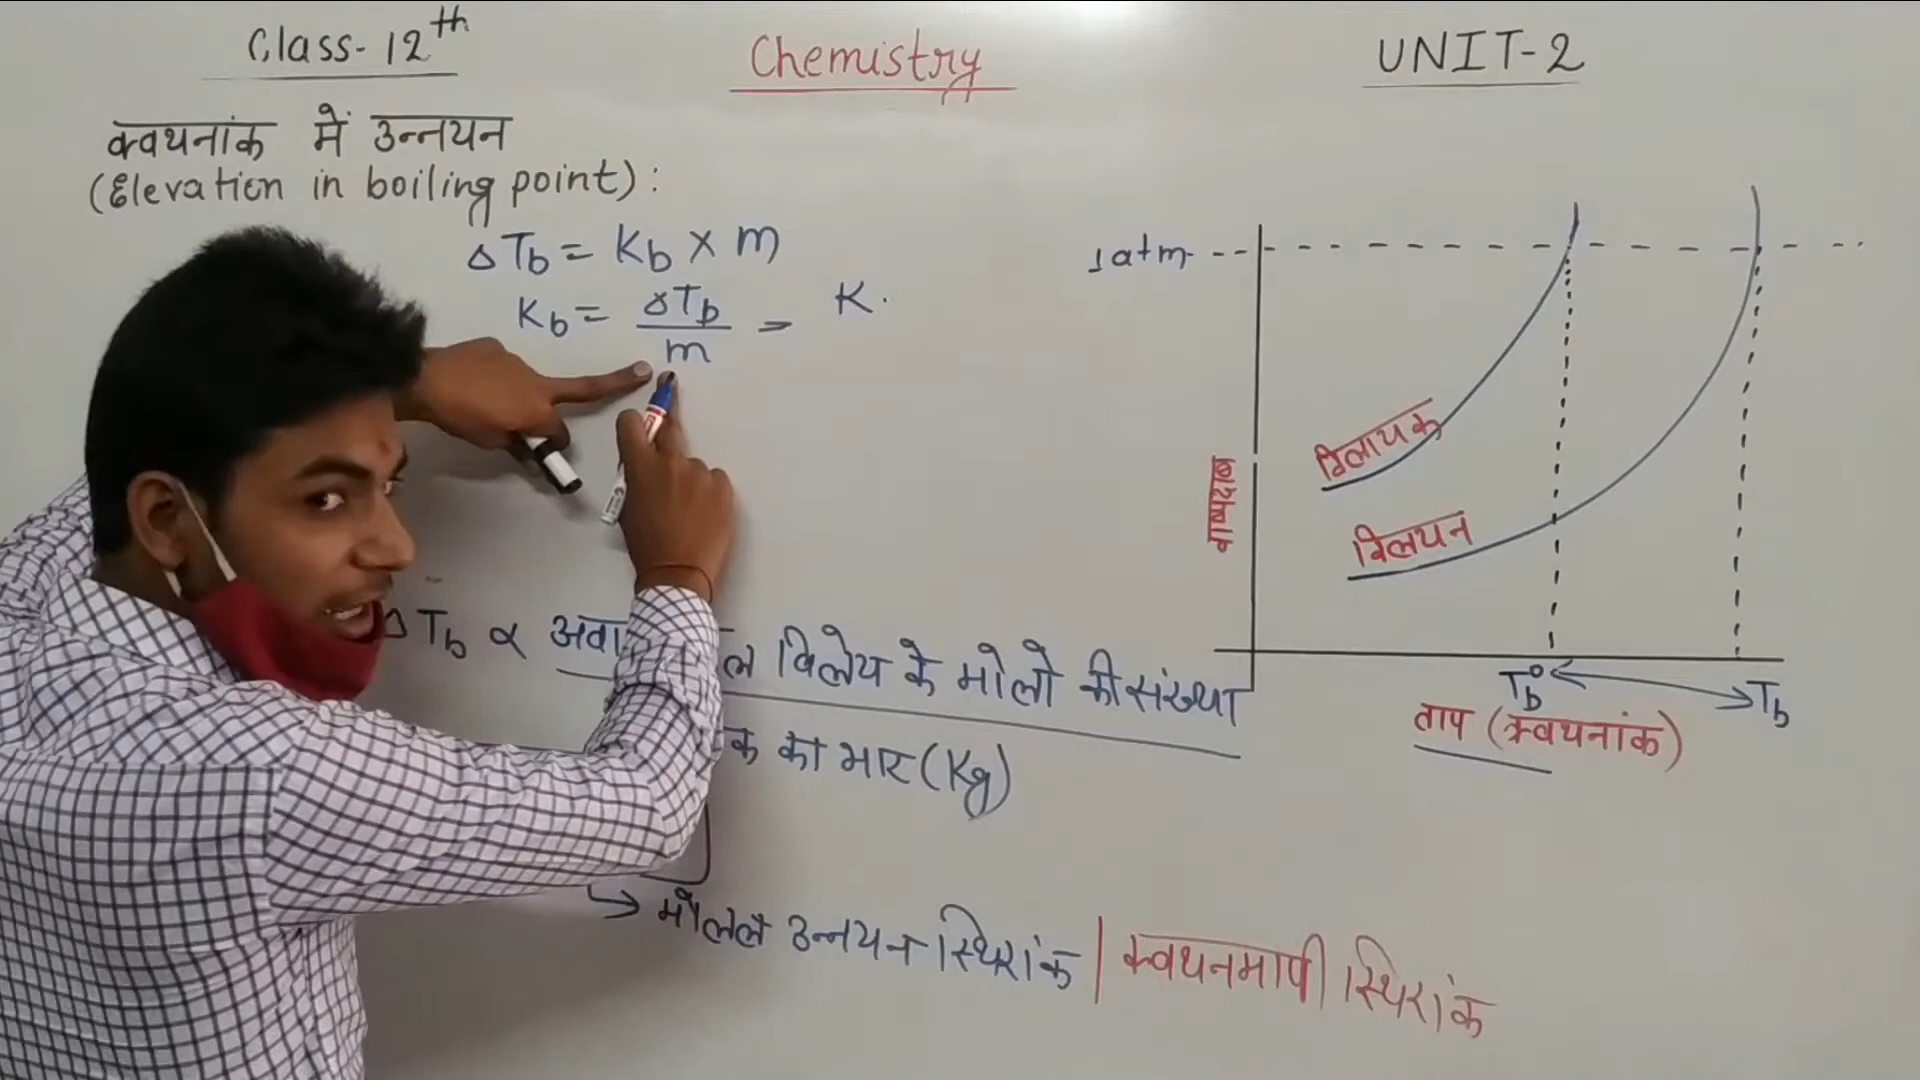 Class-12th
Chemistry
UNIT-2
क्वथनांक में उन्नयन
(Elevation in boiling point) :
ΔTb = Kb × m
Kb = ΔTb / m = K.
ΔTb ∝ विलेय के मोलो की संख्या
का भार (Kg)
→ मोलल उन्नयन स्थिरांक | क्वथनमापी स्थिरांक
1atm
वाष्पदाब
विलायक
विलयन
Tb°
Tb
ताप (क्वथनांक)